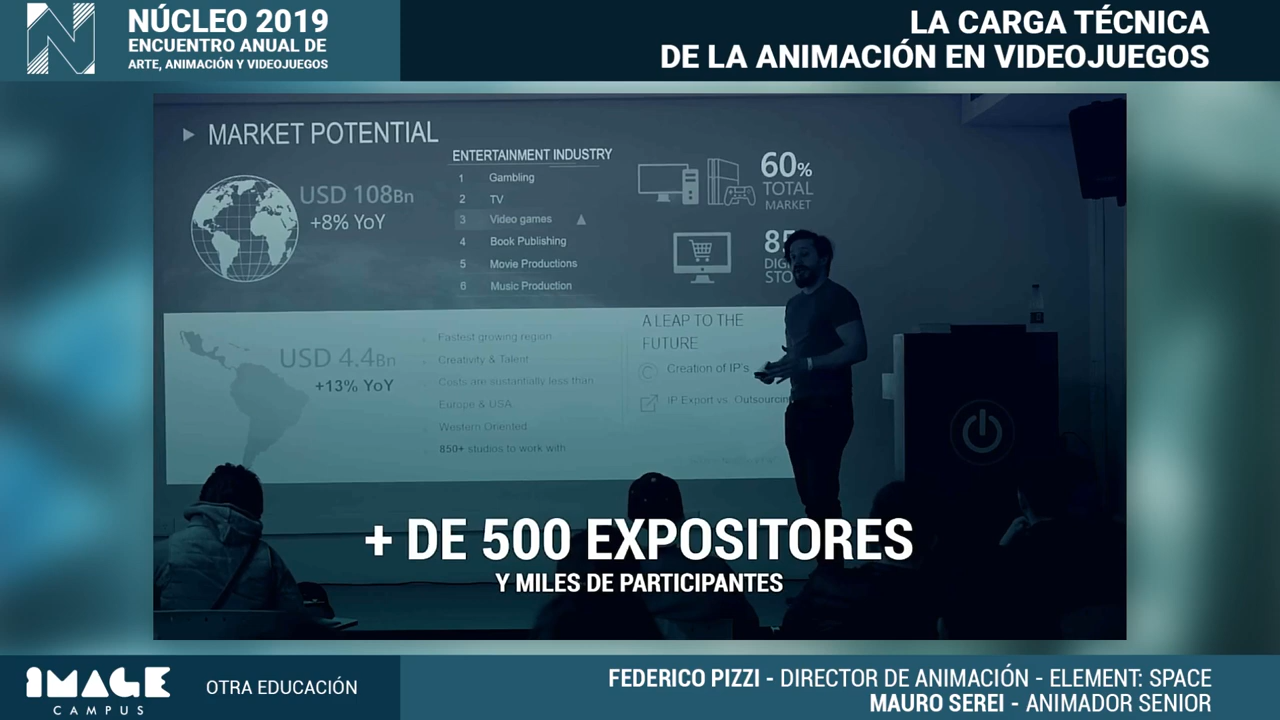 NÚCLEO 2019
ENCUENTRO ANUAL DE
ARTE, ANIMACIÓN Y VIDEOJUEGOS
LA CARGA TÉCNICA
DE LA ANIMACIÓN EN VIDEOJUEGOS
MARKET POTENTIAL
USD 108Bn
+8% YoY
ENTERTAINMENT INDUSTRY
1 Gambling
2 TV
3 Video games
4 Book Publishing
5 Movie Productions
6 Music Production
60%
TOTAL
MARKET
USD 4.4Bn
+13% YoY
Fastest growing region
Creativity & Talent
Costs are sustantially less than
Europe & USA
Western Oriented
850+ studios to work with
A LEAP TO THE
FUTURE
Creation of IP's
IP Export vs.
+ DE 500 EXPOSITORES
Y MILES DE PARTICIPANTES
IMAGE
CAMPUS
OTRA EDUCACIÓN
FEDERICO PIZZI - DIRECTOR DE ANIMACIÓN - ELEMENT: SPACE
MAURO SEREI - ANIMADOR SENIOR